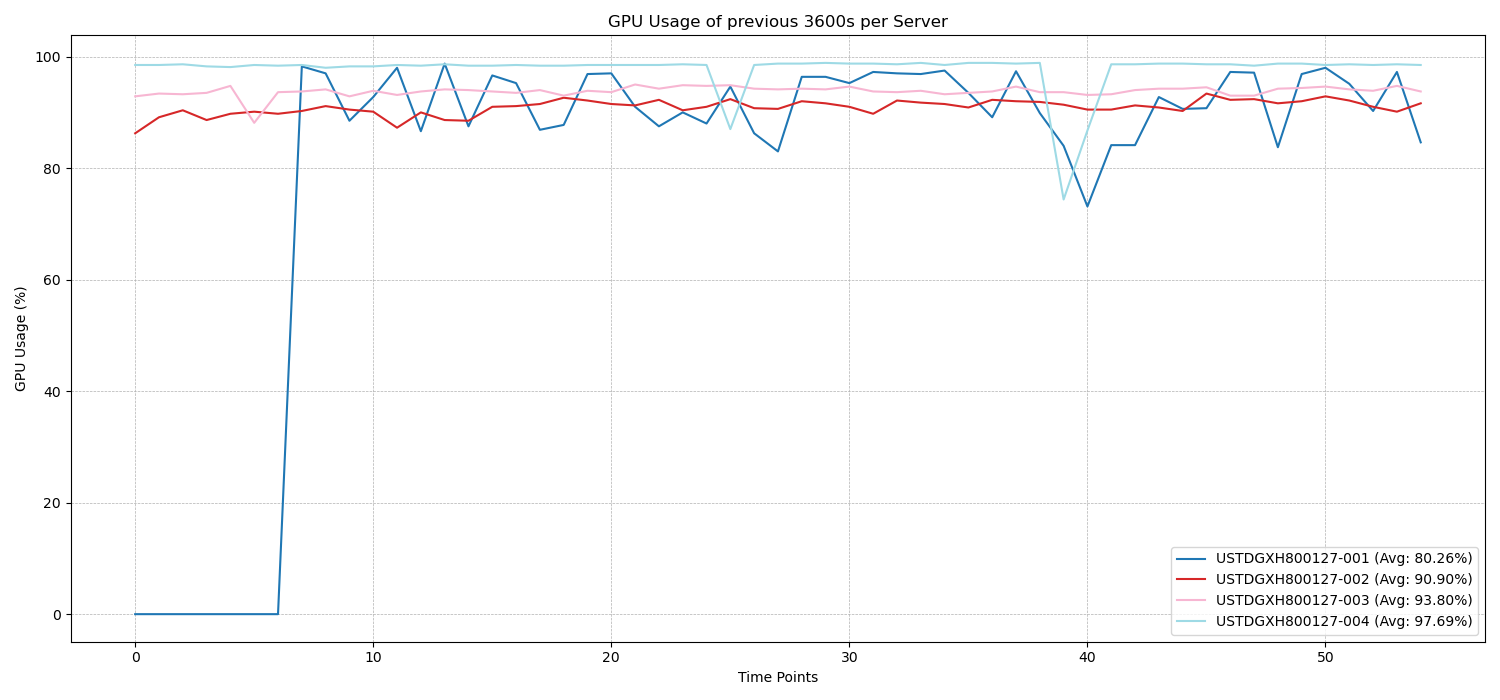 GPU Usage of previous 3600s per Server
GPU Usage (%)
100
80
60
40
20
0
0 10 20 30 40 50
Time Points
USTDGXH800127-001 (Avg: 80.26%)
USTDGXH800127-002 (Avg: 90.90%)
USTDGXH800127-003 (Avg: 93.80%)
USTDGXH800127-004 (Avg: 97.69%)